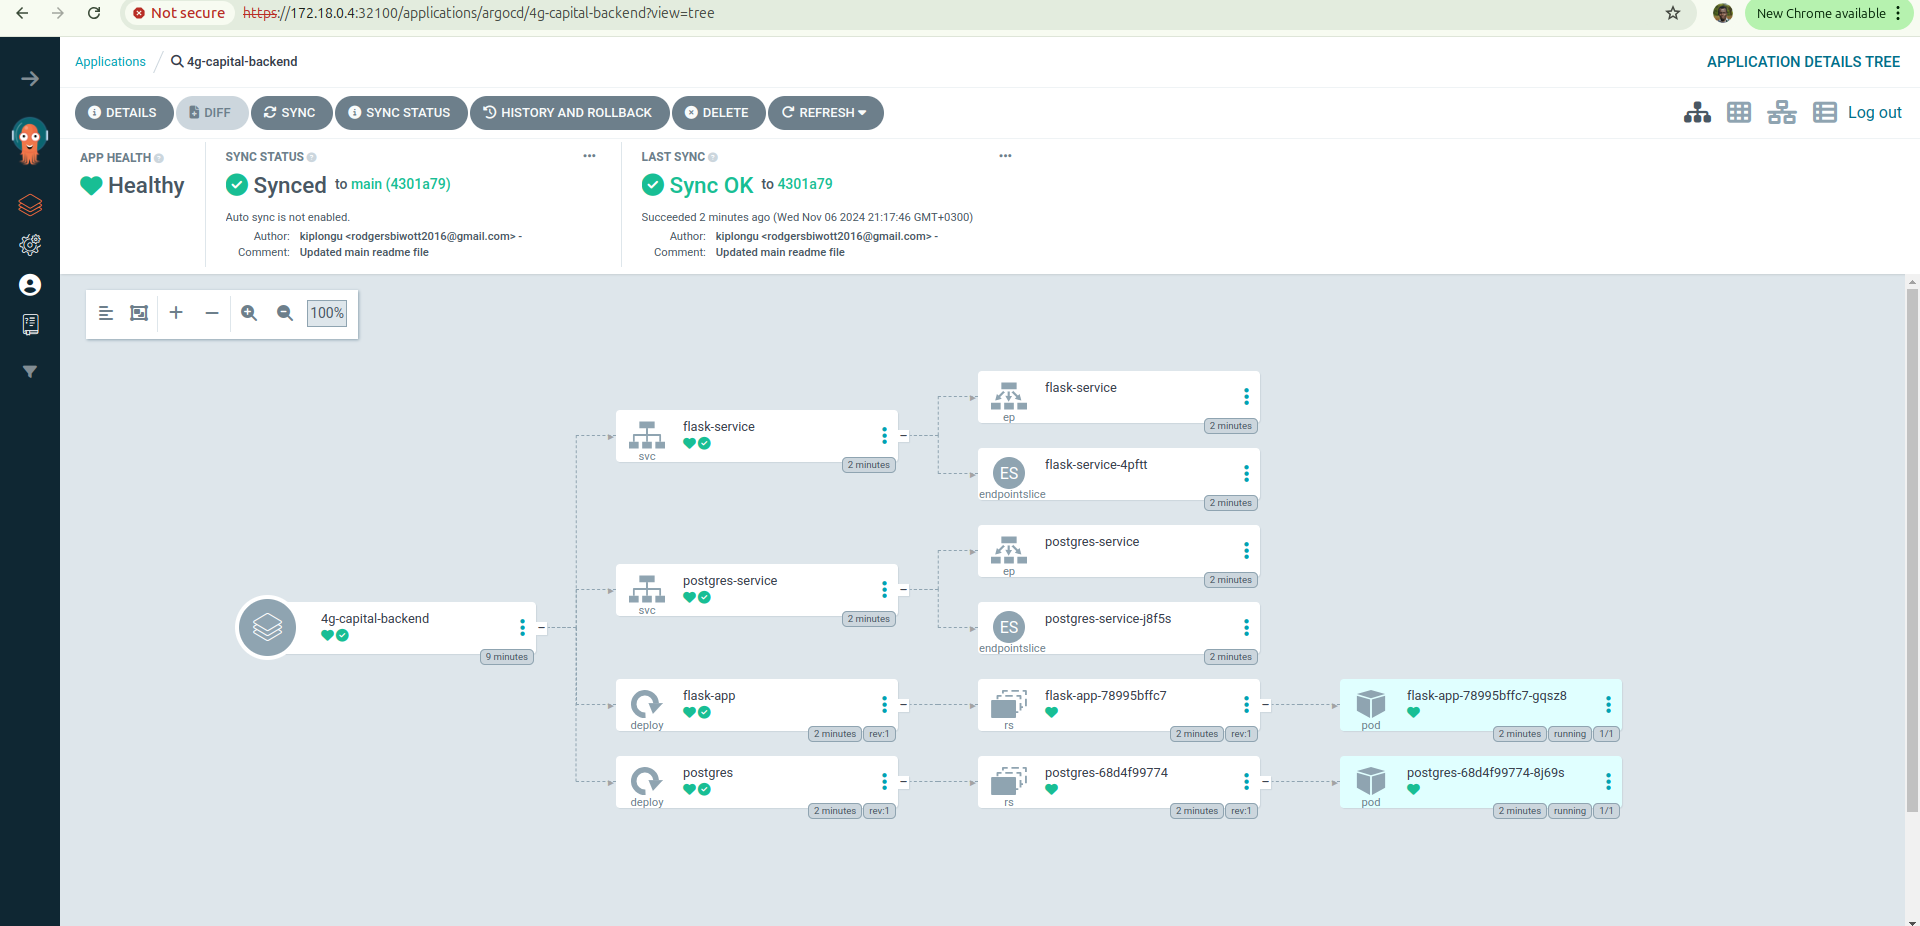 Not secure https://172.18.0.4:32100/applications/argocd/4g-capital-backend?view=tree New Chrome available
Applications / 4g-capital-backend APPLICATION DETAILS TREE
DETAILS DIFF SYNC SYNC STATUS HISTORY AND ROLLBACK DELETE REFRESH Log out
APP HEALTH
Healthy
SYNC STATUS
Synced to main (4301a79)
Auto sync is not enabled.
Author: kiplongu <rodgersbiwott2016@gmail.com> -
Comment: Updated main readme file
LAST SYNC
Sync OK to 4301a79
Succeeded 2 minutes ago (Wed Nov 06 2024 21:17:46 GMT+0300)
Author: kiplongu <rodgersbiwott2016@gmail.com> -
Comment: Updated main readme file
100%
4g-capital-backend
9 minutes
flask-service
svc
2 minutes
flask-service
ep
2 minutes
ES
flask-service-4pftt
endpointslice
2 minutes
postgres-service
svc
2 minutes
postgres-service
ep
2 minutes
ES
postgres-service-j8f5s
endpointslice
2 minutes
flask-app
deploy
2 minutes rev:1
flask-app-78995bffc7
rs
2 minutes rev:1
flask-app-78995bffc7-gqsz8
pod
2 minutes running 1/1
postgres
deploy
2 minutes rev:1
postgres-68d4f99774
rs
2 minutes rev:1
postgres-68d4f99774-8j69s
pod
2 minutes running 1/1